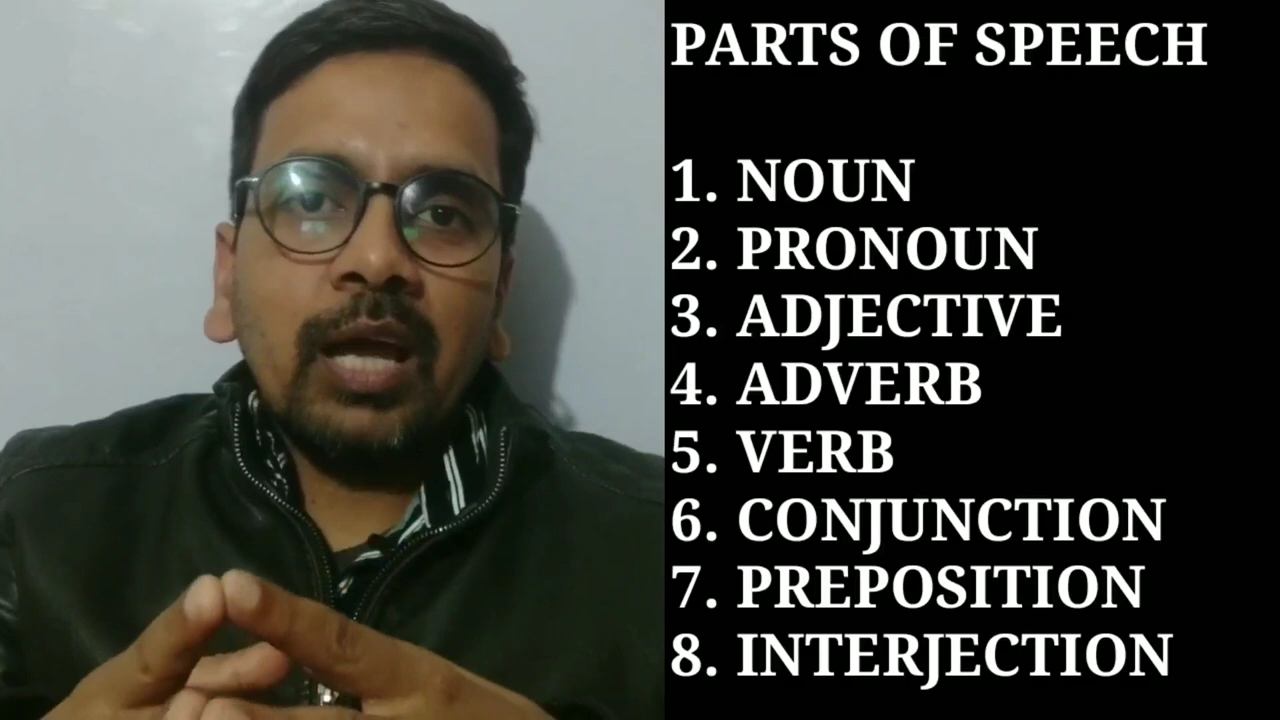 PARTS OF SPEECH
1. NOUN
2. PRONOUN
3. ADJECTIVE
4. ADVERB
5. VERB
6. CONJUNCTION
7. PREPOSITION
8. INTERJECTION